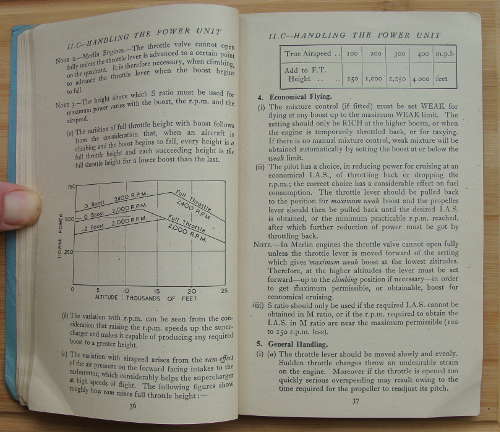 II.C—HANDLING THE POWER UNIT
NOTE 2.—Merlin Engines.—The throttle valve cannot open
fully unless the throttle lever is advanced to a certain point
on the quadrant. It is therefore necessary, when climbing,
to advance the throttle lever when the boost begins
to fall.
NOTE 3.—The height above which S ratio must be used for
maximum power varies with the boost, the r.p.m. and the
airspeed.
(a) The variation of full throttle height with boost follows
from the consideration that, when an aircraft is
climbing and the boost begins to fall, every height is a
full throttle height and each succeeding height is the
full throttle height for a lower boost than the last.
750
500
250
HORSE POWER
2400 R.P.M.
2,000 R.P.M.
2,000 R.P.M.
Full Throttle
2400 R.P.M.
Full Throttle
2,000 R.P.M.
0 5 10 15 20 25
ALTITUDE THOUSANDS OF FEET
(b) The variation with r.p.m. can be seen from the con-
sideration that raising the r.p.m. speeds up the super-
charger and makes it capable of producing any required
boost to a greater height.
(c) The variation with airspeed arises from the ram effect
of the air pressure on the forward facing intakes to the
carburettor, which considerably helps the supercharger
at high speeds of flight. The following figures show
roughly how ram raises full throttle height:—
36
II.C—HANDLING THE POWER UNIT
True Airspeed .. 100 200 300 400 m.p.h.
Add to F.T.
Height .. .. 250 1,000 2,250 4,000 feet
4. Economical Flying.
(i) The mixture control (if fitted) must be set WEAK for
flying at any boost up to the maximum WEAK limit. The
setting should only be RICH at the higher boosts, or when
the engine is temporarily throttled back, or for taxying.
If there is no manual mixture control, weak mixture will be
obtained automatically by setting the boost at or below the
weak limit.
(ii) The pilot has a choice, in reducing power for cruising at an
economical I.A.S., of throttling back or dropping the
r.p.m.; the correct choice has a considerable effect on fuel
consumption. The throttle lever should be pulled back
to the position for maximum weak boost and the propeller
lever should then be pulled back until the desired I.A.S.
is obtained, or the minimum practicable r.p.m. reached,
after which further reduction of power must be got by
throttling back.
NOTE.—In Merlin engines the throttle valve cannot open fully
unless the throttle lever is moved forward of the setting
which gives maximum weak boost at the lowest altitudes.
Therefore, at the higher altitudes the lever must be set
forward—up to the climbing position if necessary—in order
to get maximum permissible, or obtainable, boost for
economical cruising.
(iii) S ratio should only be used if the required I.A.S. cannot be
obtained in M ratio, or if the r.p.m. required to obtain the
I.A.S. in M ratio are near the maximum permissible (200
to 250 r.p.m. less).
5. General Handling.
(i) (a) The throttle lever should be moved slowly and evenly.
Sudden throttle changes throw an undesirable strain
on the engine. Moreover if the throttle is opened too
quickly serious overspeeding may result owing to the
time required for the propeller to readjust its pitch.
37